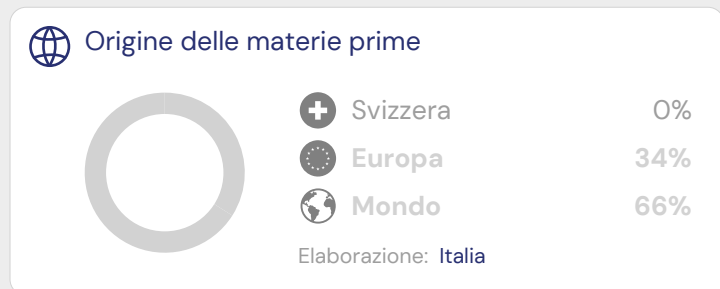 Origine delle materie prime
Svizzera 0%
Europa 34%
Mondo 66%
Elaborazione: Italia